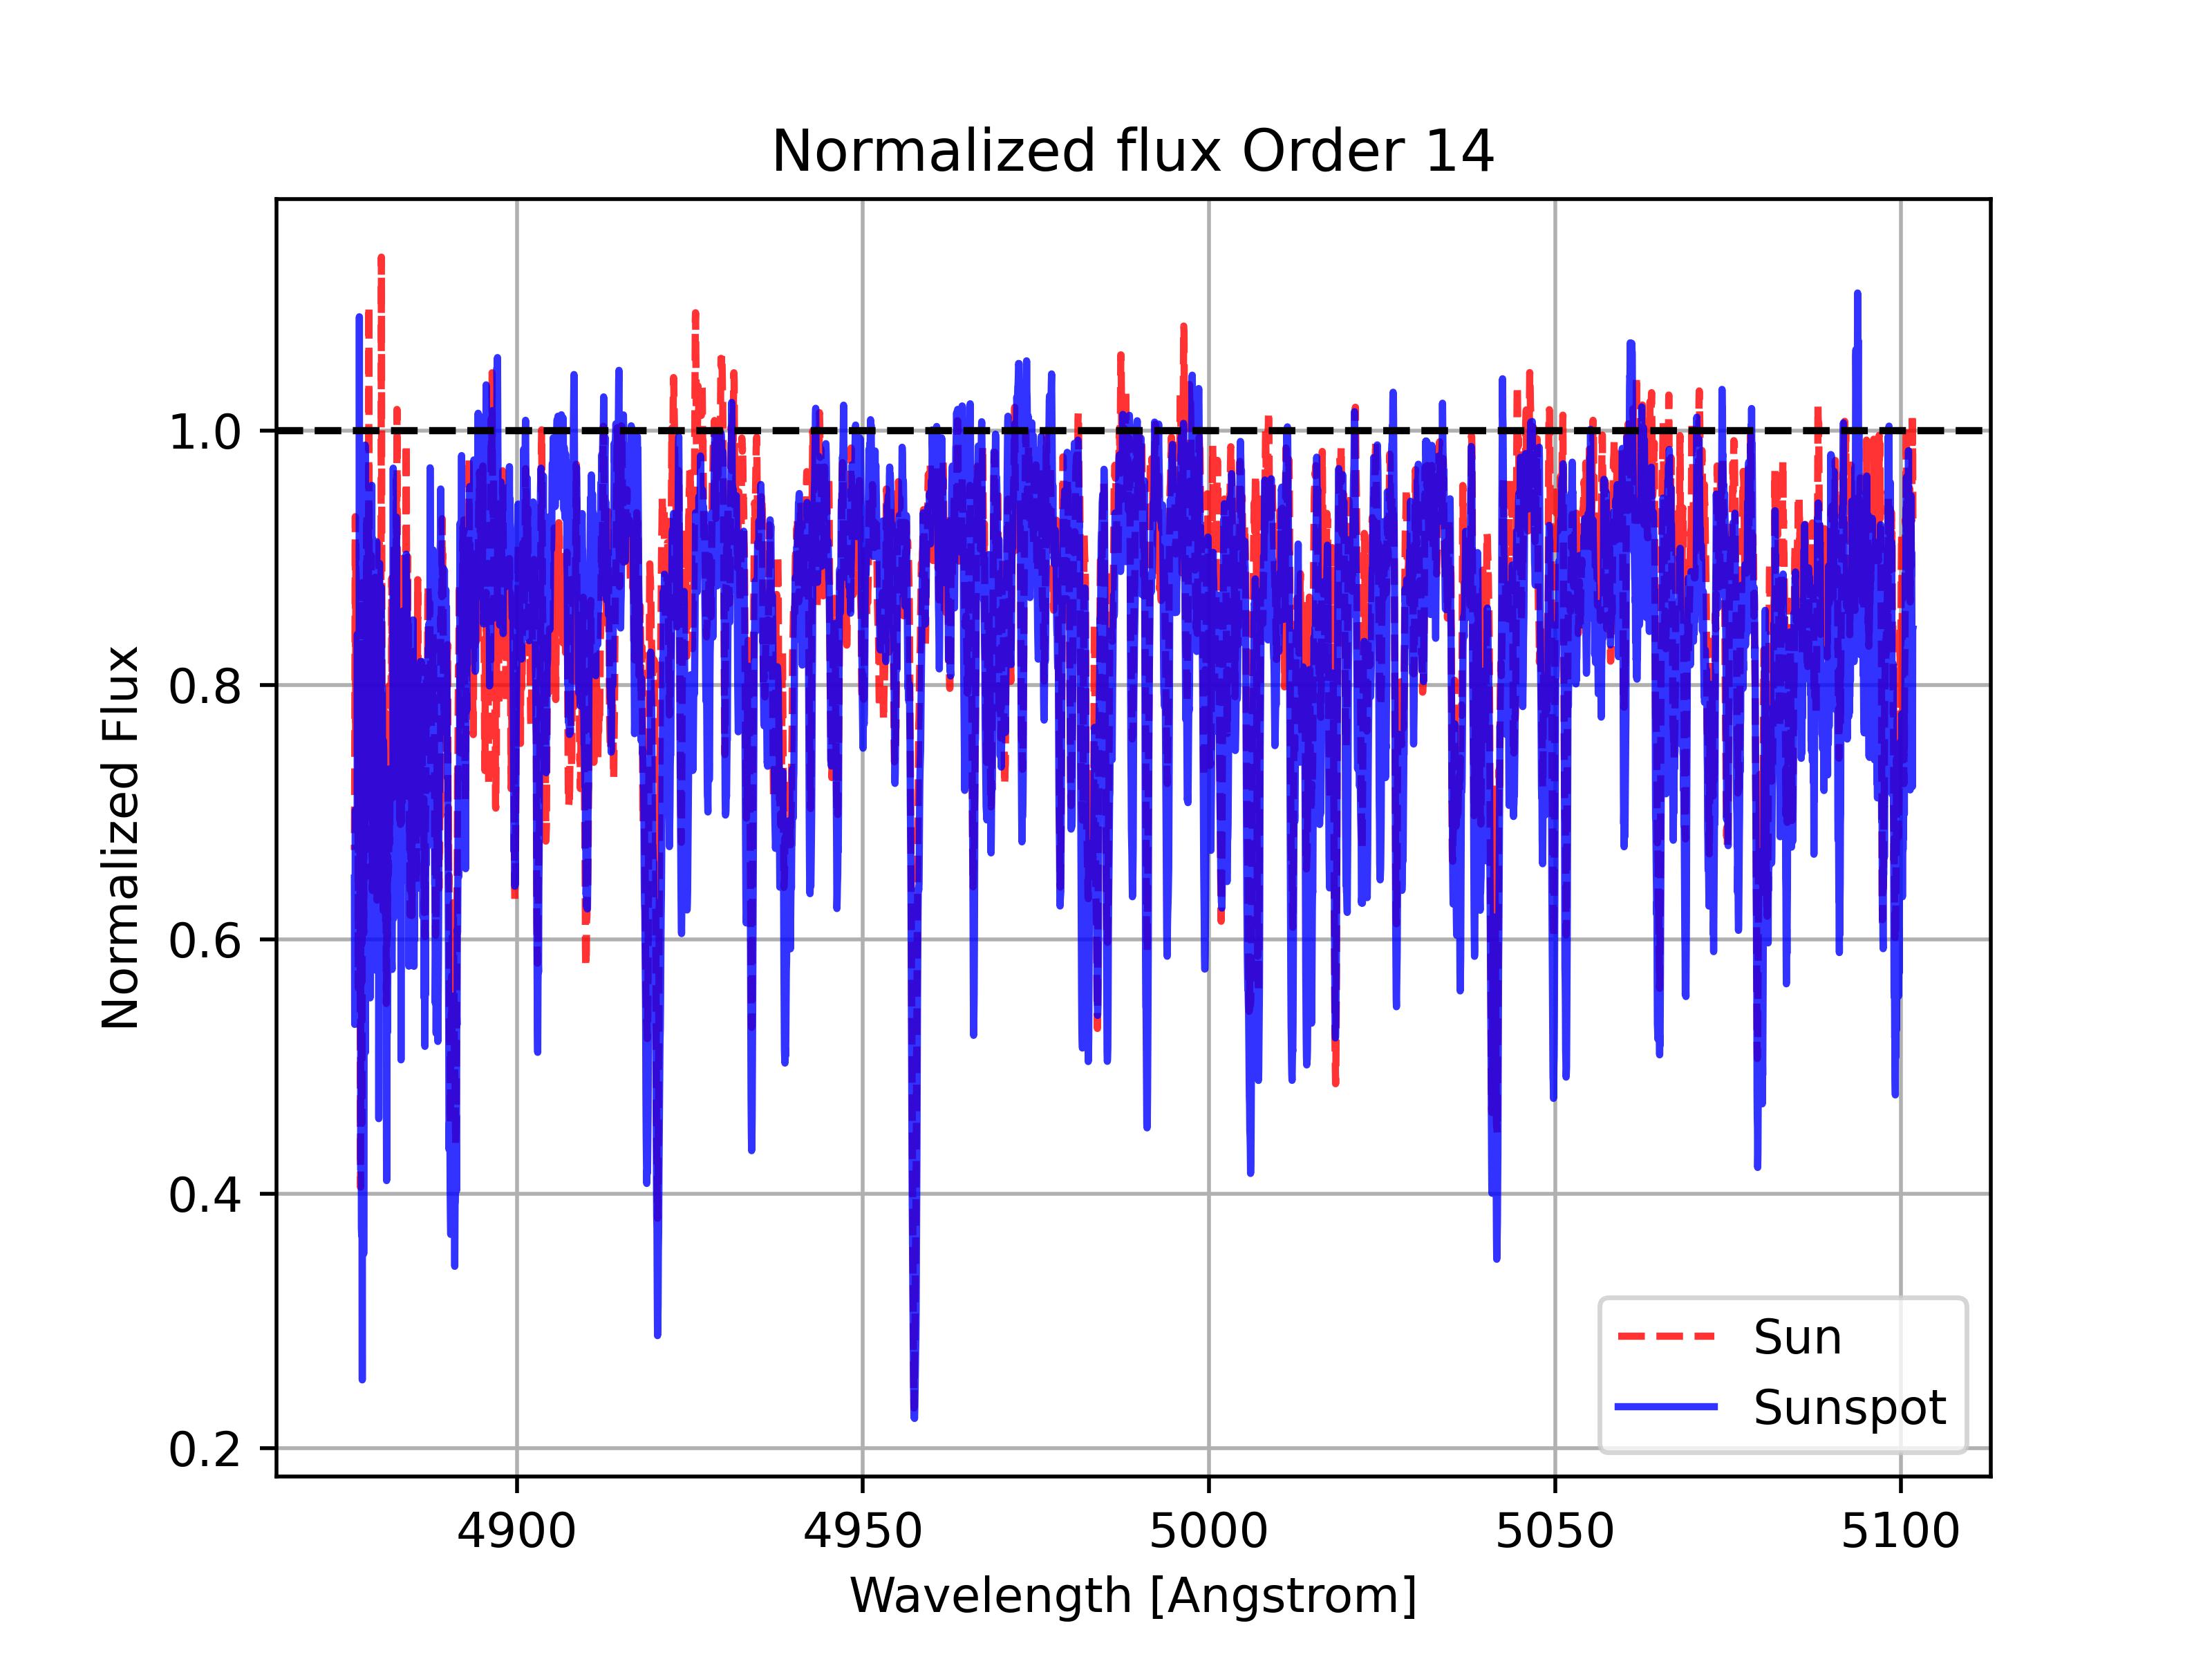 Normalized flux Order 14
Normalized Flux
1.0
0.8
0.6
0.4
0.2
4900 4950 5000 5050 5100
Wavelength [Angstrom]
Sun
Sunspot